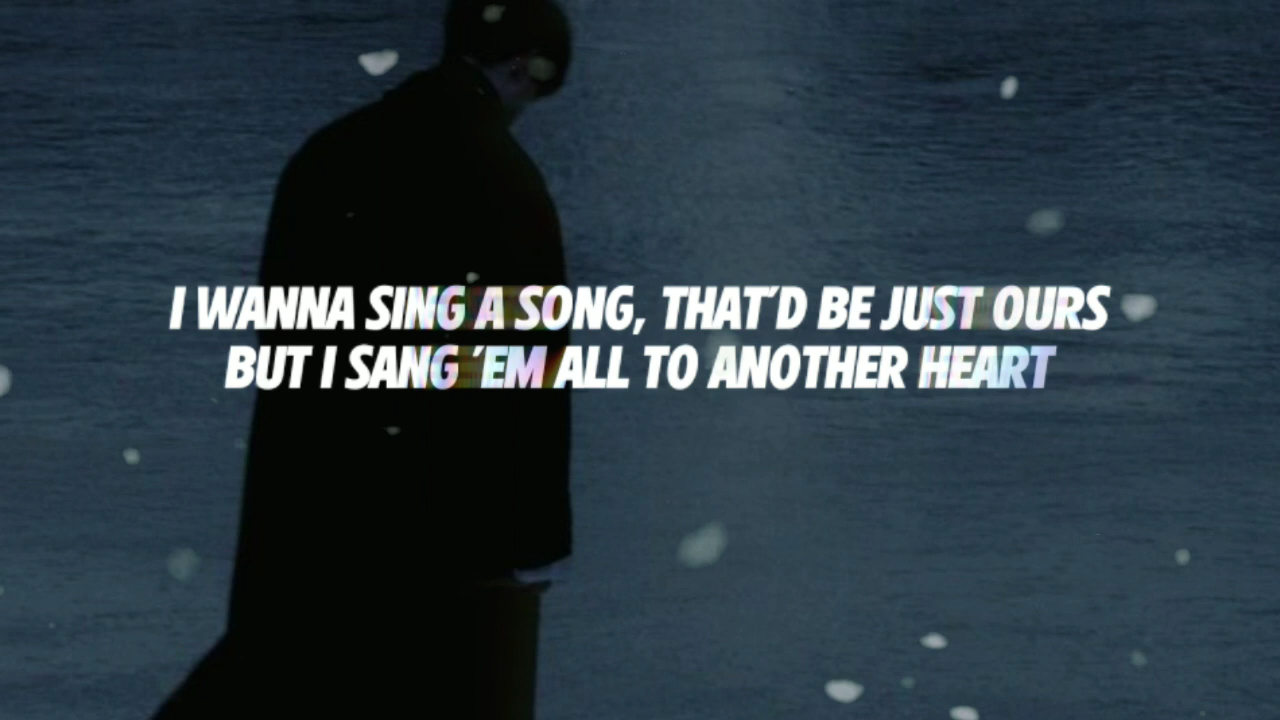 I WANNA SING A SONG, THAT'D BE JUST OURS
BUT I SANG 'EM ALL TO ANOTHER HEART